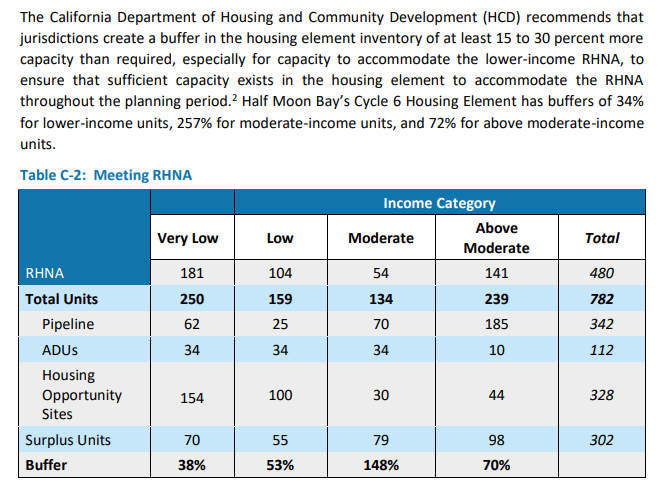 The California Department of Housing and Community Development (HCD) recommends that
jurisdictions create a buffer in the housing element inventory of at least 15 to 30 percent more
capacity than required, especially for capacity to accommodate the lower-income RHNA, to
ensure that sufficient capacity exists in the housing element to accommodate the RHNA
throughout the planning period.² Half Moon Bay's Cycle 6 Housing Element has buffers of 34%
for lower-income units, 257% for moderate-income units, and 72% for above moderate-income
units.
Table C-2: Meeting RHNA
Income Category
Very Low Low Moderate Above Moderate Total
RHNA 181 104 54 141 480
Total Units 250 159 134 239 782
Pipeline 62 25 70 185 342
ADUs 34 34 34 10 112
Housing
Opportunity 154 100 30 44 328
Sites
Surplus Units 70 55 79 98 302
Buffer 38% 53% 148% 70%